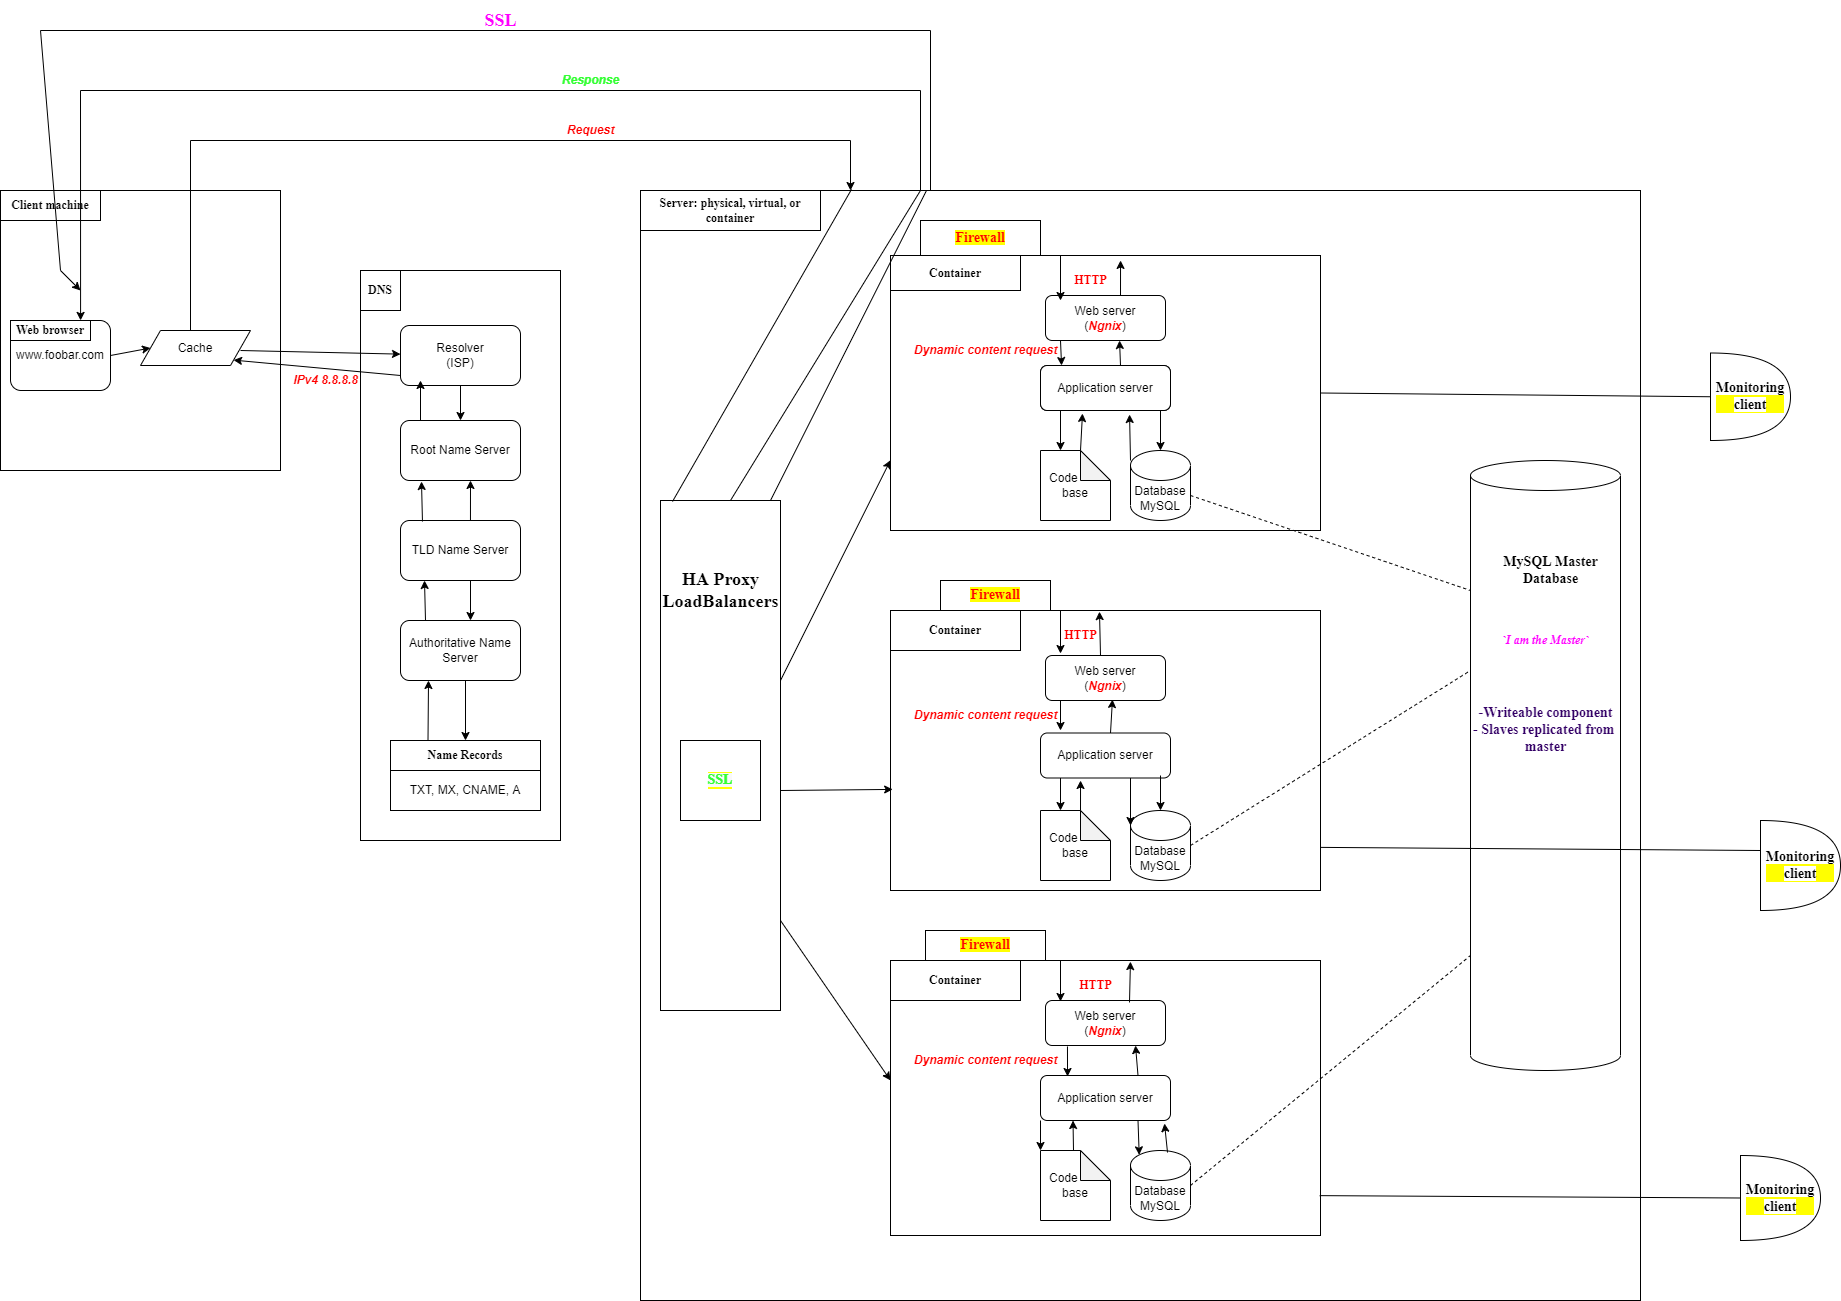 SSL
Response
Request
Client machine
Web browser
www.foobar.com
Cache
IPv4 8.8.8.8
DNS
Resolver
(ISP)
Root Name Server
TLD Name Server
Authoritative Name
Server
Name Records
TXT, MX, CNAME, A
Server: physical, virtual, or
container
HA Proxy
LoadBalancers
SSL
Firewall
Container
HTTP
Web server
(Ngnix)
Dynamic content request
Application server
Code
base
Database
MySQL
Firewall
Container
HTTP
Web server
(Ngnix)
Dynamic content request
Application server
Code
base
Database
MySQL
Firewall
Container
HTTP
Web server
(Ngnix)
Dynamic content request
Application server
Code
base
Database
MySQL
MySQL Master
Database
`I am the Master`
-Writeable component
- Slaves replicated from
master
Monitoring
client
Monitoring
client
Monitoring
client